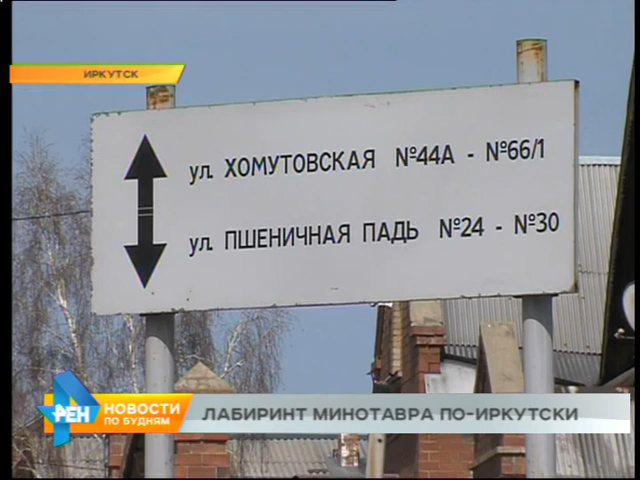 ИРКУТСК
ул. ХОМУТОВСКАЯ №44А - №66/1
ул. ПШЕНИЧНАЯ ПАДЬ №24 - №30
РЕН НОВОСТИ
ПО БУДНЯМ
ЛАБИРИНТ МИНОТАВРА ПО-ИРКУТСКИ